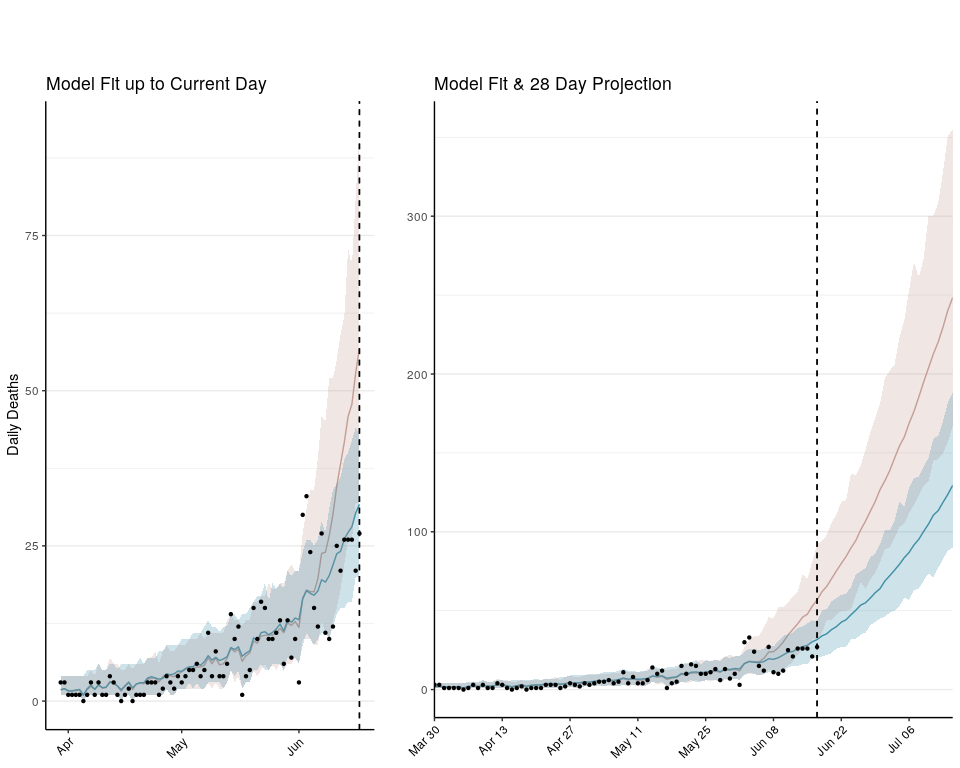 Model Fit up to Current Day
Model Fit & 28 Day Projection
Daily Deaths
75
50
25
0
Apr
May
Jun
300
200
100
0
Mar 30
Apr 13
Apr 27
May 11
May 25
Jun 08
Jun 22
Jul 06